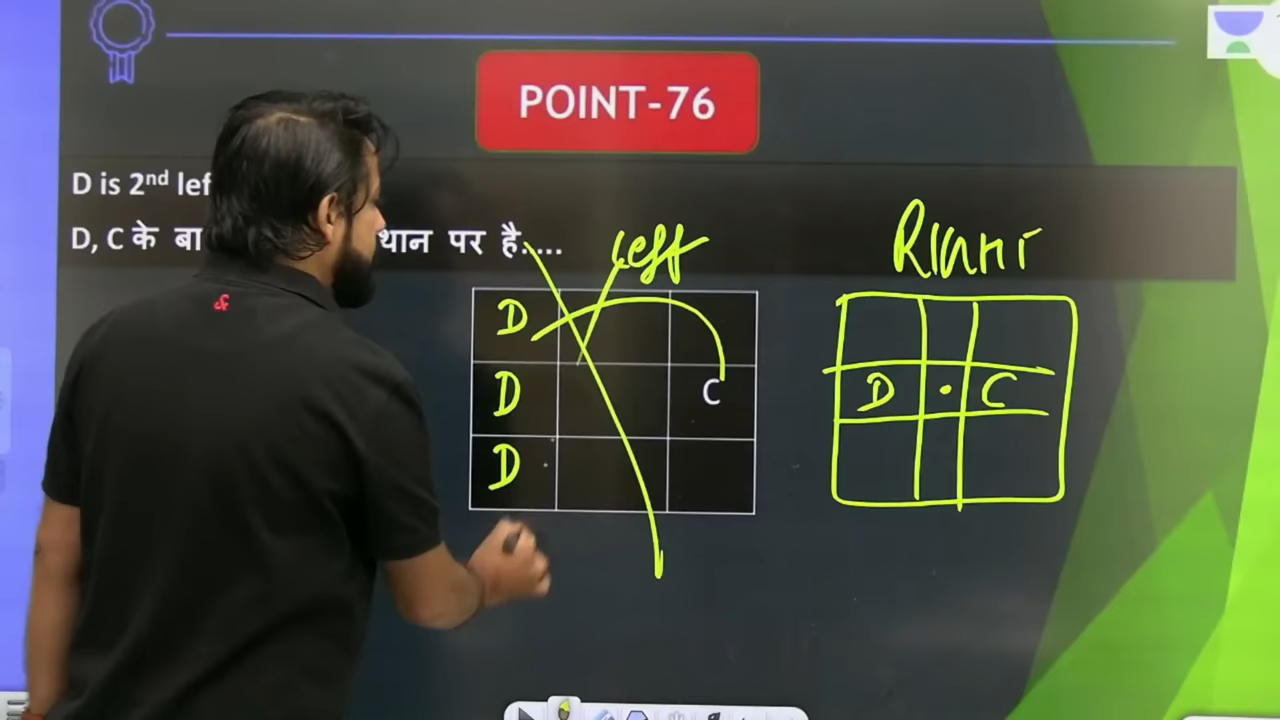 POINT-76
D is 2nd lef
D, C के बा थान पर है....
left
Right
D
D C
D
D • C